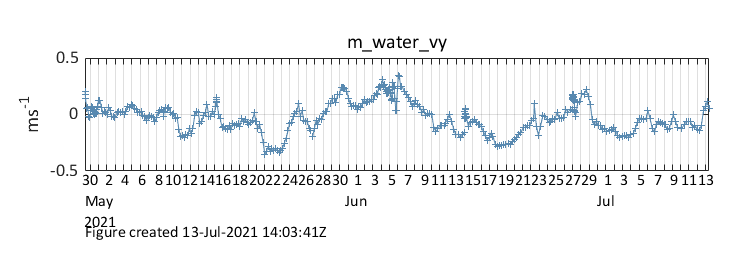 m_water_vy
0.5
0
-0.5
ms-1
30 2 4 6 8 10 12 14 16 18 20 22 24 26 28 30 1 3 5 7 9 11 13 15 17 19 21 23 25 27 29 1 3 5 7 9 11 13
May Jun Jul
2021
Figure created 13-Jul-2021 14:03:41Z